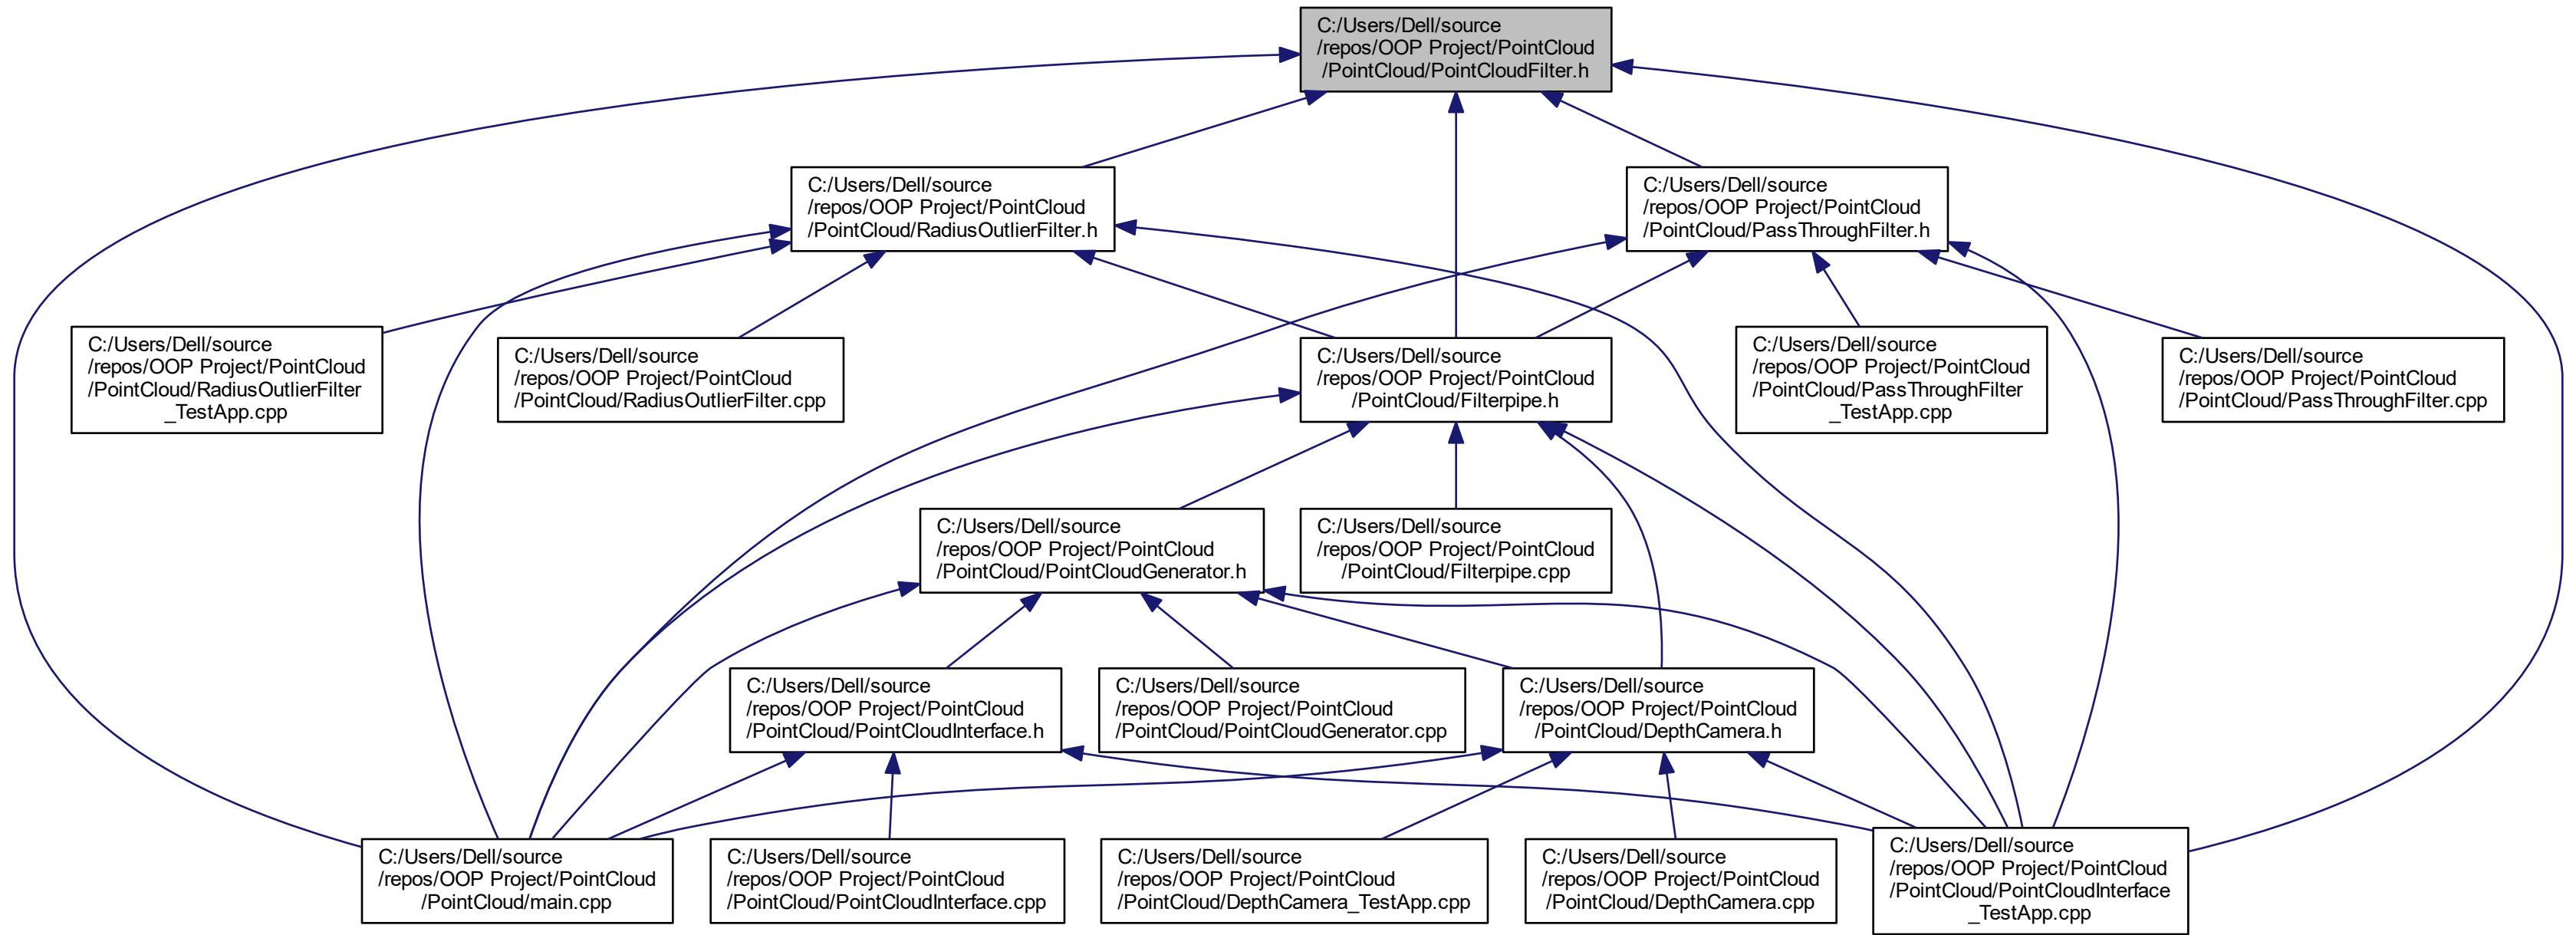 C:/Users/Dell/source
/repos/OOP Project/PointCloud
/PointCloud/PointCloudFilter.h
C:/Users/Dell/source
/repos/OOP Project/PointCloud
/PointCloud/RadiusOutlierFilter.h
C:/Users/Dell/source
/repos/OOP Project/PointCloud
/PointCloud/PassThroughFilter.h
C:/Users/Dell/source
/repos/OOP Project/PointCloud
/PointCloud/RadiusOutlierFilter
_TestApp.cpp
C:/Users/Dell/source
/repos/OOP Project/PointCloud
/PointCloud/RadiusOutlierFilter.cpp
C:/Users/Dell/source
/repos/OOP Project/PointCloud
/PointCloud/Filterpipe.h
C:/Users/Dell/source
/repos/OOP Project/PointCloud
/PointCloud/PassThroughFilter
_TestApp.cpp
C:/Users/Dell/source
/repos/OOP Project/PointCloud
/PointCloud/PassThroughFilter.cpp
C:/Users/Dell/source
/repos/OOP Project/PointCloud
/PointCloud/PointCloudGenerator.h
C:/Users/Dell/source
/repos/OOP Project/PointCloud
/PointCloud/Filterpipe.cpp
C:/Users/Dell/source
/repos/OOP Project/PointCloud
/PointCloud/PointCloudInterface.h
C:/Users/Dell/source
/repos/OOP Project/PointCloud
/PointCloud/PointCloudGenerator.cpp
C:/Users/Dell/source
/repos/OOP Project/PointCloud
/PointCloud/DepthCamera.h
C:/Users/Dell/source
/repos/OOP Project/PointCloud
/PointCloud/main.cpp
C:/Users/Dell/source
/repos/OOP Project/PointCloud
/PointCloud/PointCloudInterface.cpp
C:/Users/Dell/source
/repos/OOP Project/PointCloud
/PointCloud/DepthCamera_TestApp.cpp
C:/Users/Dell/source
/repos/OOP Project/PointCloud
/PointCloud/DepthCamera.cpp
C:/Users/Dell/source
/repos/OOP Project/PointCloud
/PointCloud/PointCloudInterface
_TestApp.cpp